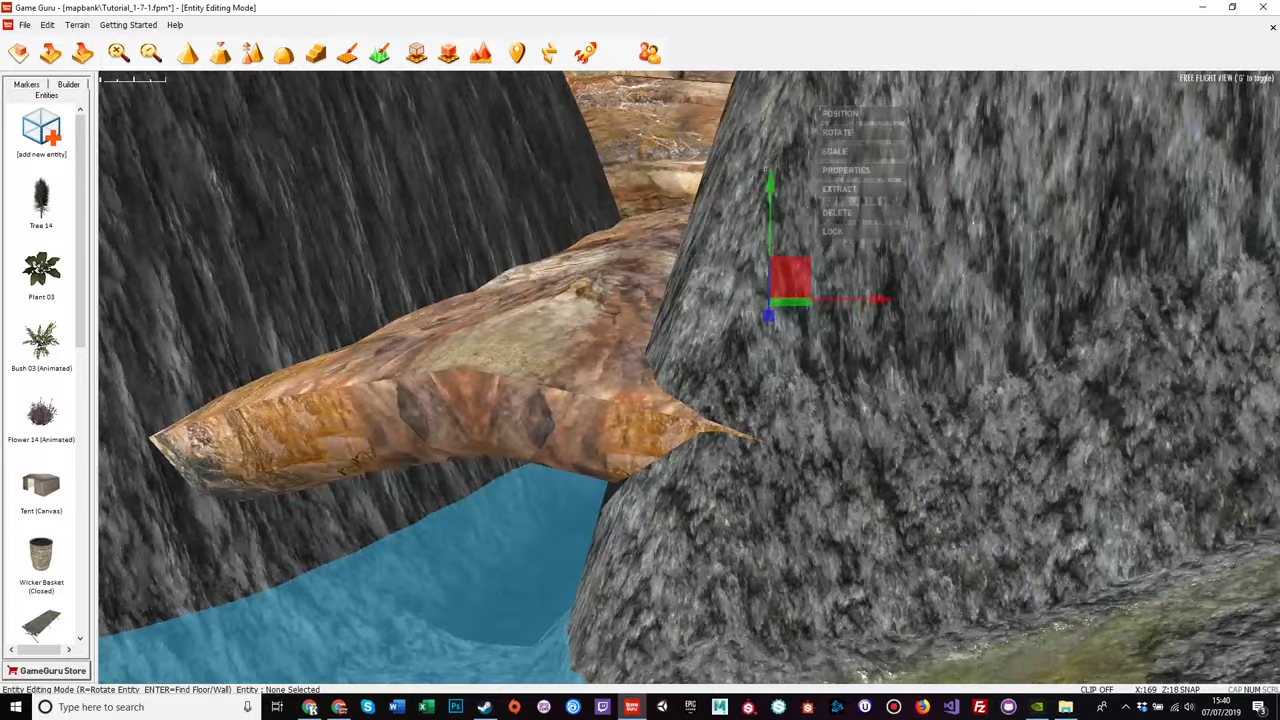 Game Guru - [mapbank\Tutorial_1-7-1.fpm*] - [Entity Editing Mode]
File Edit Terrain Getting Started Help
Markers Builder
Entities
FREE FLIGHT VIEW ('G' to toggle)
[add new entity]
Tree 14
Plant 03
Bush 03 (Animated)
Flower 14 (Animated)
Tent (Canvas)
Wicker Basket
(Closed)
POSITION
ROTATE
SCALE
PROPERTIES
EXTRACT
DELETE
LOCK
GameGuru Store
Entity Editing Mode (R=Rotate Entity ENTER=Find Floor/Wall) Entity : None Selected
CLIP OFF X:169 Z:18 SNAP CAP NUM SCRL
Type here to search
15:40
07/07/2019